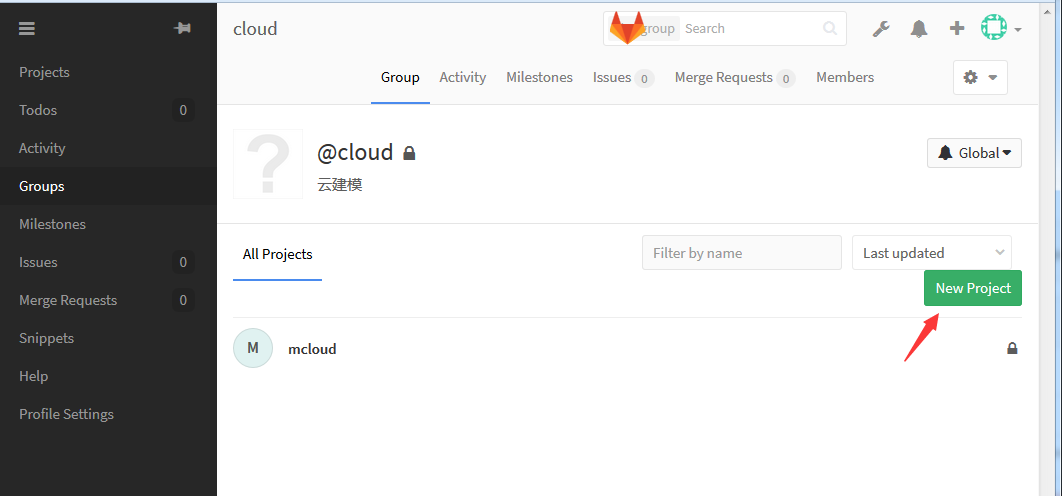 cloud
group Search
Projects
Todos 0
Activity
Groups
Milestones
Issues 0
Merge Requests 0
Snippets
Help
Profile Settings
Group Activity Milestones Issues 0 Merge Requests 0 Members
?
@cloud
云建模
Global
All Projects
Filter by name
Last updated
New Project
M mcloud